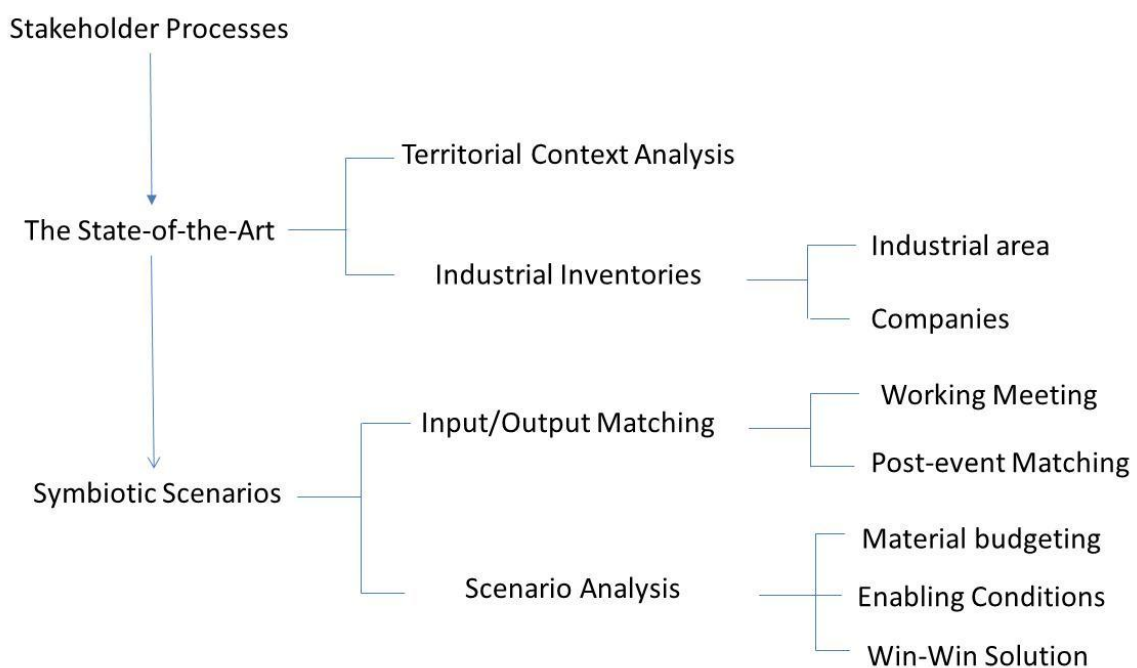 Stakeholder Processes
Territorial Context Analysis
The State-of-the-Art
Industrial Inventories
Industrial area
Companies
Input/Output Matching
Working Meeting
Post-event Matching
Symbiotic Scenarios
Scenario Analysis
Material budgeting
Enabling Conditions
Win-Win Solution